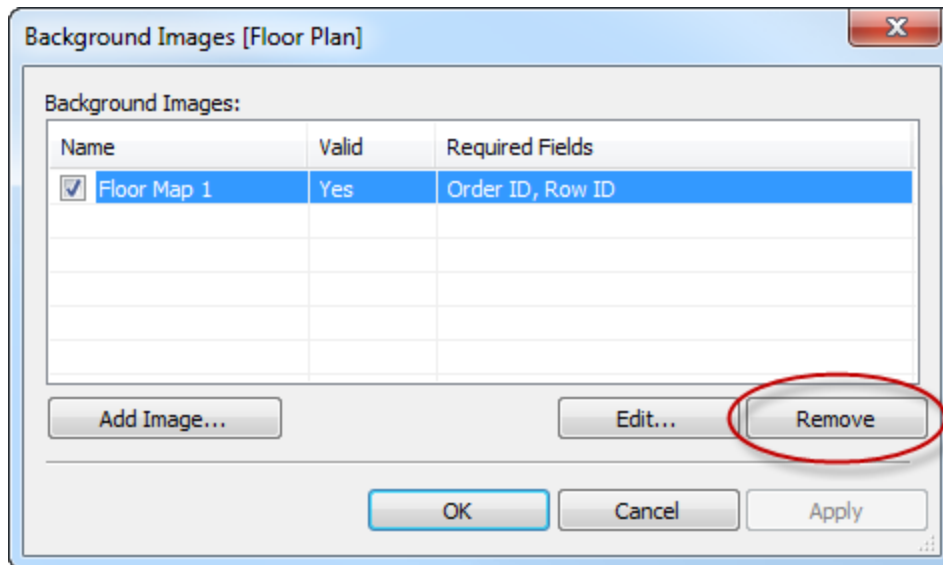 Background Images [Floor Plan]
Background Images:
Name Valid Required Fields
Floor Map 1 Yes Order ID, Row ID
Add Image... Edit... Remove
OK Cancel Apply